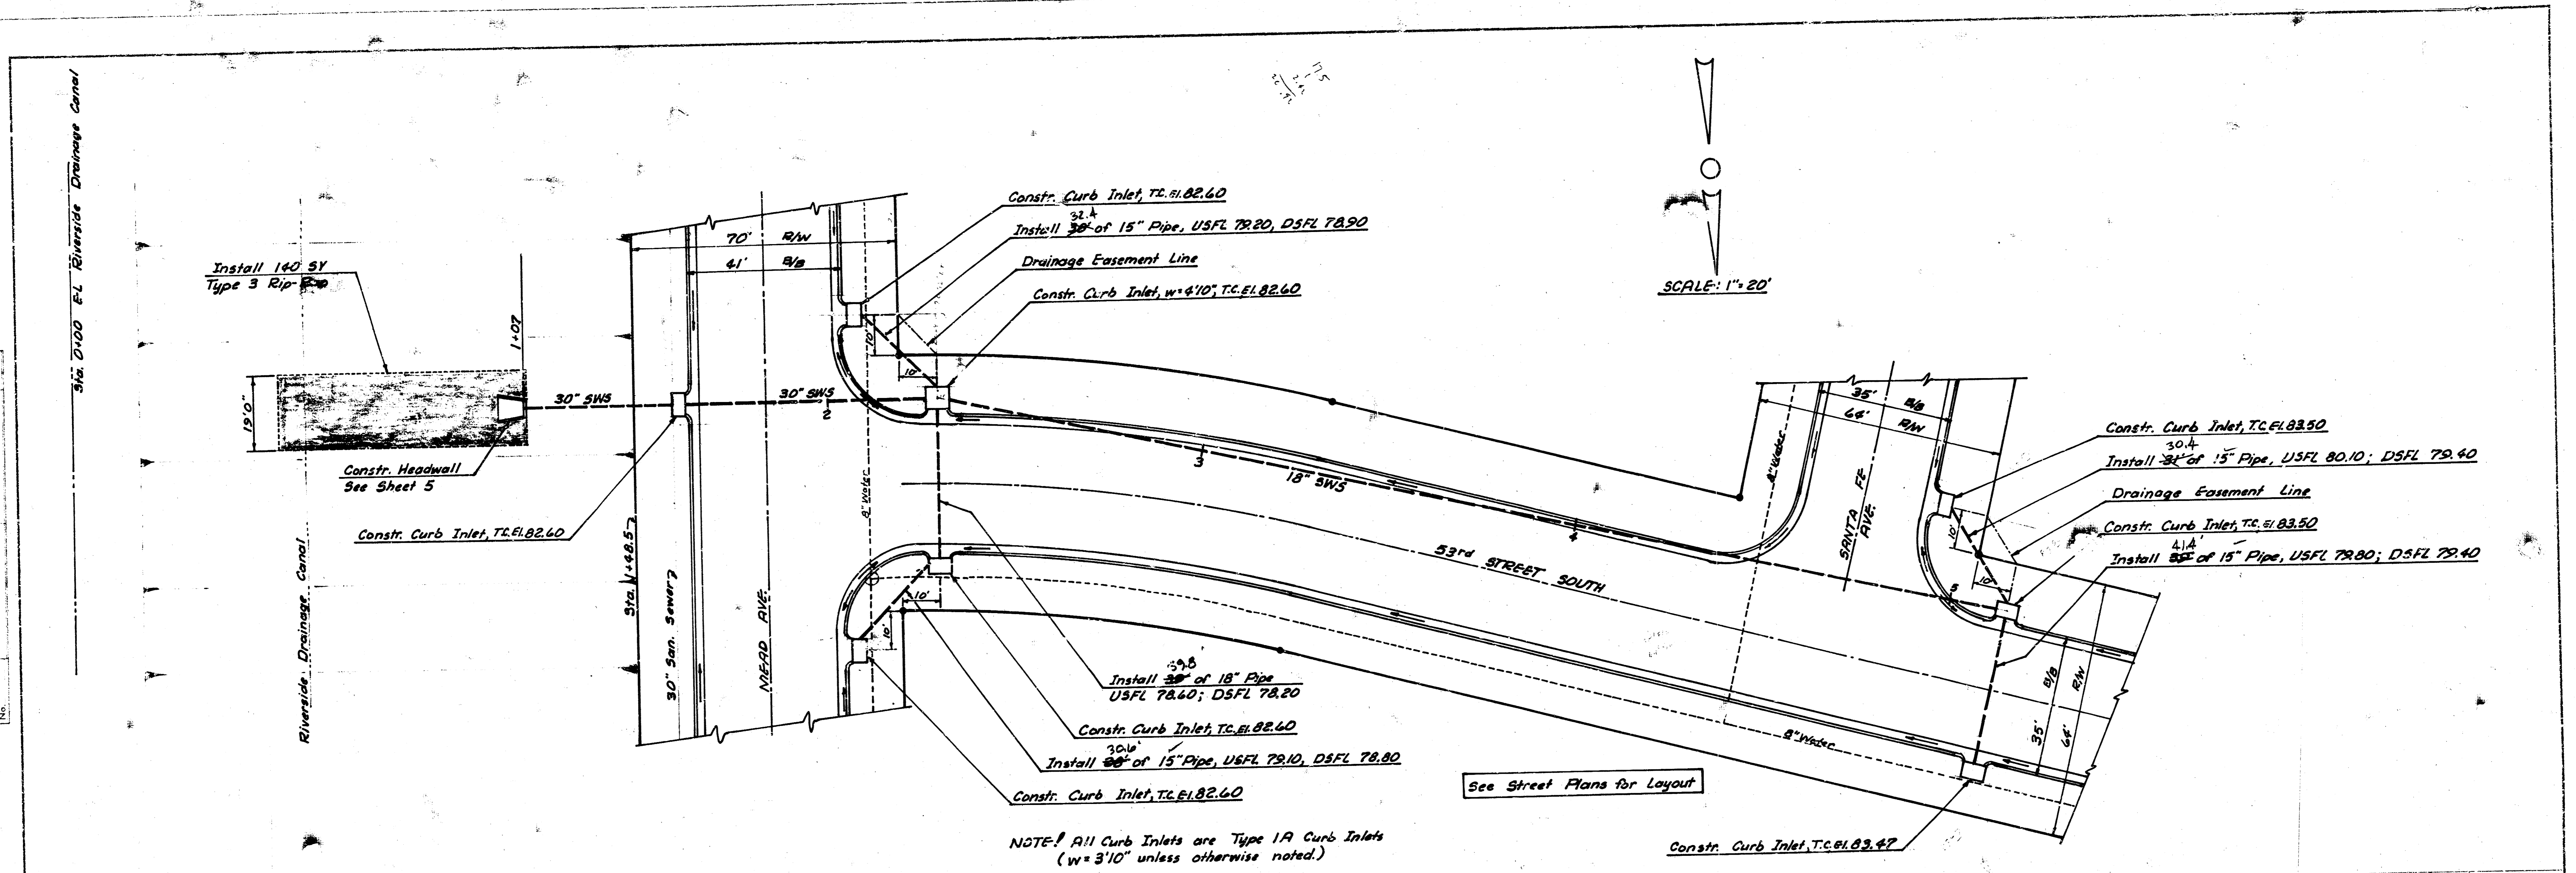 Sta. 0+00 E-L Riverside Drainage Canal
Install 140 SY
Type 3 Rip-Rap
1+07
19'0"
30" SWS
Constr. Headwall
See Sheet 5
Constr. Curb Inlet, T.C.El.82.60
Riverside Drainage Canal
Sta. 1+48.5
30" San. Sewer
MEAD AVE.
70' R/W
41' B/B
30" SWS
2
8" Water
10'
10'
Constr. Curb Inlet, T.C.El.82.60
32.4
Install of 15" Pipe, USFL 79.20, DSFL 78.90
Drainage Easement Line
Constr. Curb Inlet, w=4'10", T.C.El.82.60
SCALE: 1"=20'
3
18" SWS
4
53rd STREET SOUTH
8" Water
35' B/B
64' R/W
SANTA FE
AVE.
5
10'
10'
Constr. Curb Inlet, T.C.El.83.50
30.4
Install 31' of 15" Pipe, USFL 80.10; DSFL 79.40
Drainage Easement Line
Constr. Curb Inlet, T.C.El.83.50
41.4'
Install of 15" Pipe, USFL 79.80; DSFL 79.40
10'
10'
39.8'
Install of 18" Pipe
USFL 78.60; DSFL 78.20
Constr. Curb Inlet, T.C.El.82.60
30.6'
Install of 15" Pipe, USFL 79.10, DSFL 78.80
Constr. Curb Inlet, T.C.El.82.60
8" Water
35' B/B
64' R/W
See Street Plans for Layout
Constr. Curb Inlet, T.C.El.83.47
NOTE! All Curb Inlets are Type 1A Curb Inlets
(w=3'10" unless otherwise noted.)
No.